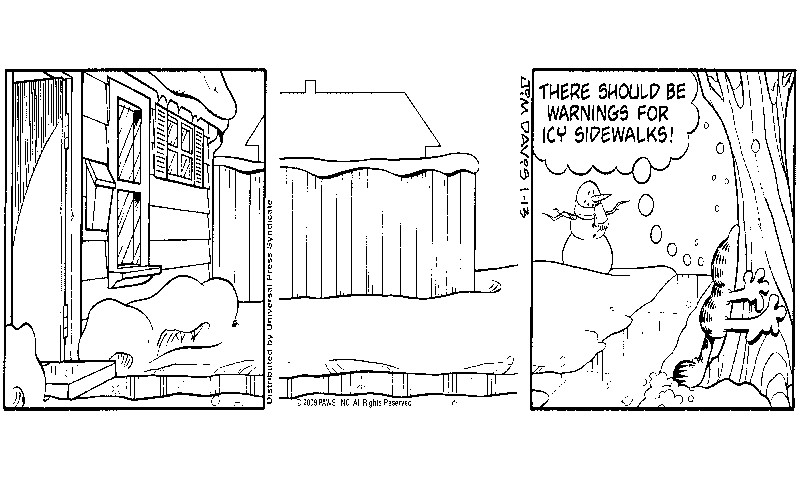 Distributed by Universal Press Syndicate
© 2009 PAWS, INC. All Rights Reserved.
JIM DAVIS 1-13
THERE SHOULD BE
WARNINGS FOR
ICY SIDEWALKS!